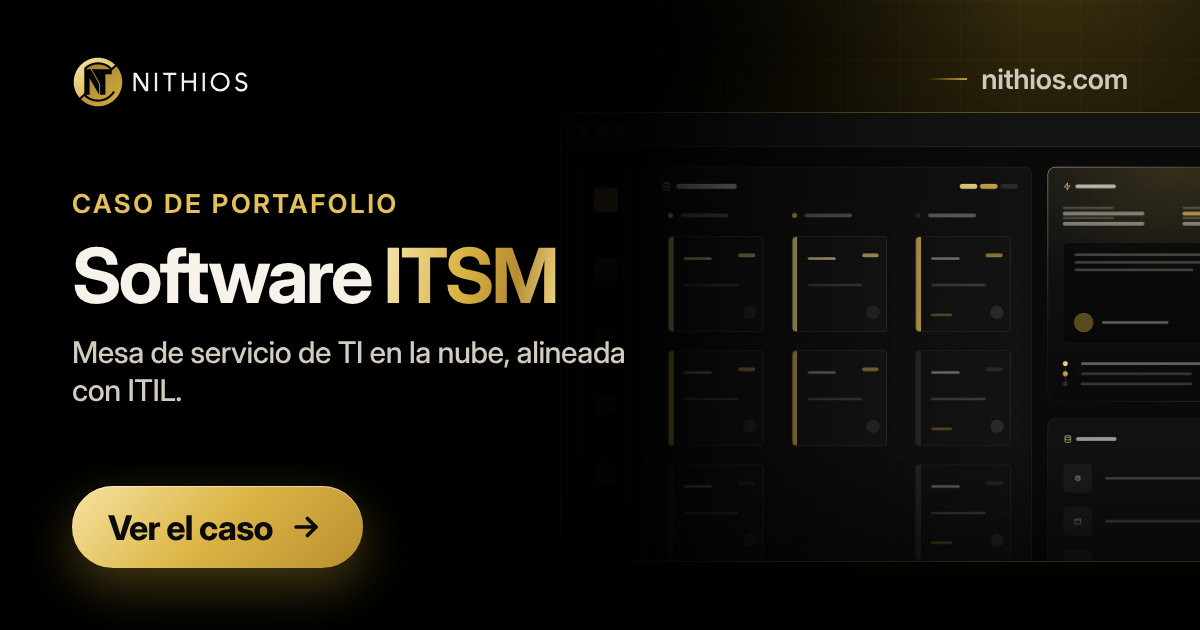 NITHIOS
nithios.com
CASO DE PORTAFOLIO
Software ITSM
Mesa de servicio de TI en la nube, alineada
con ITIL.
Ver el caso →